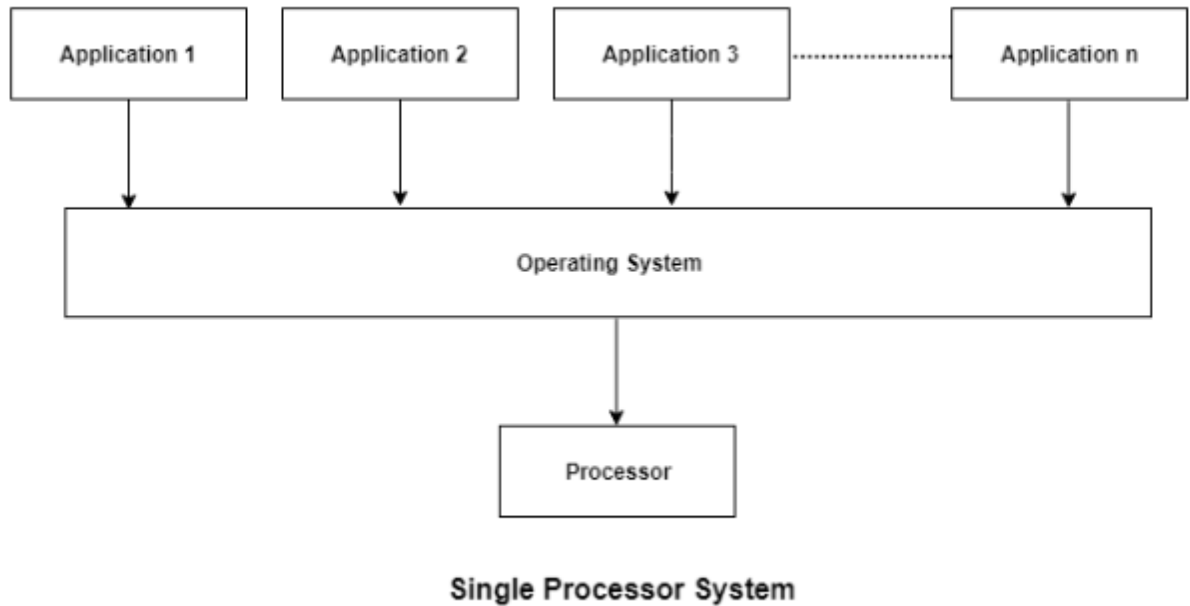 Application 1
Application 2
Application 3
Application n
Operating System
Processor
Single Processor System